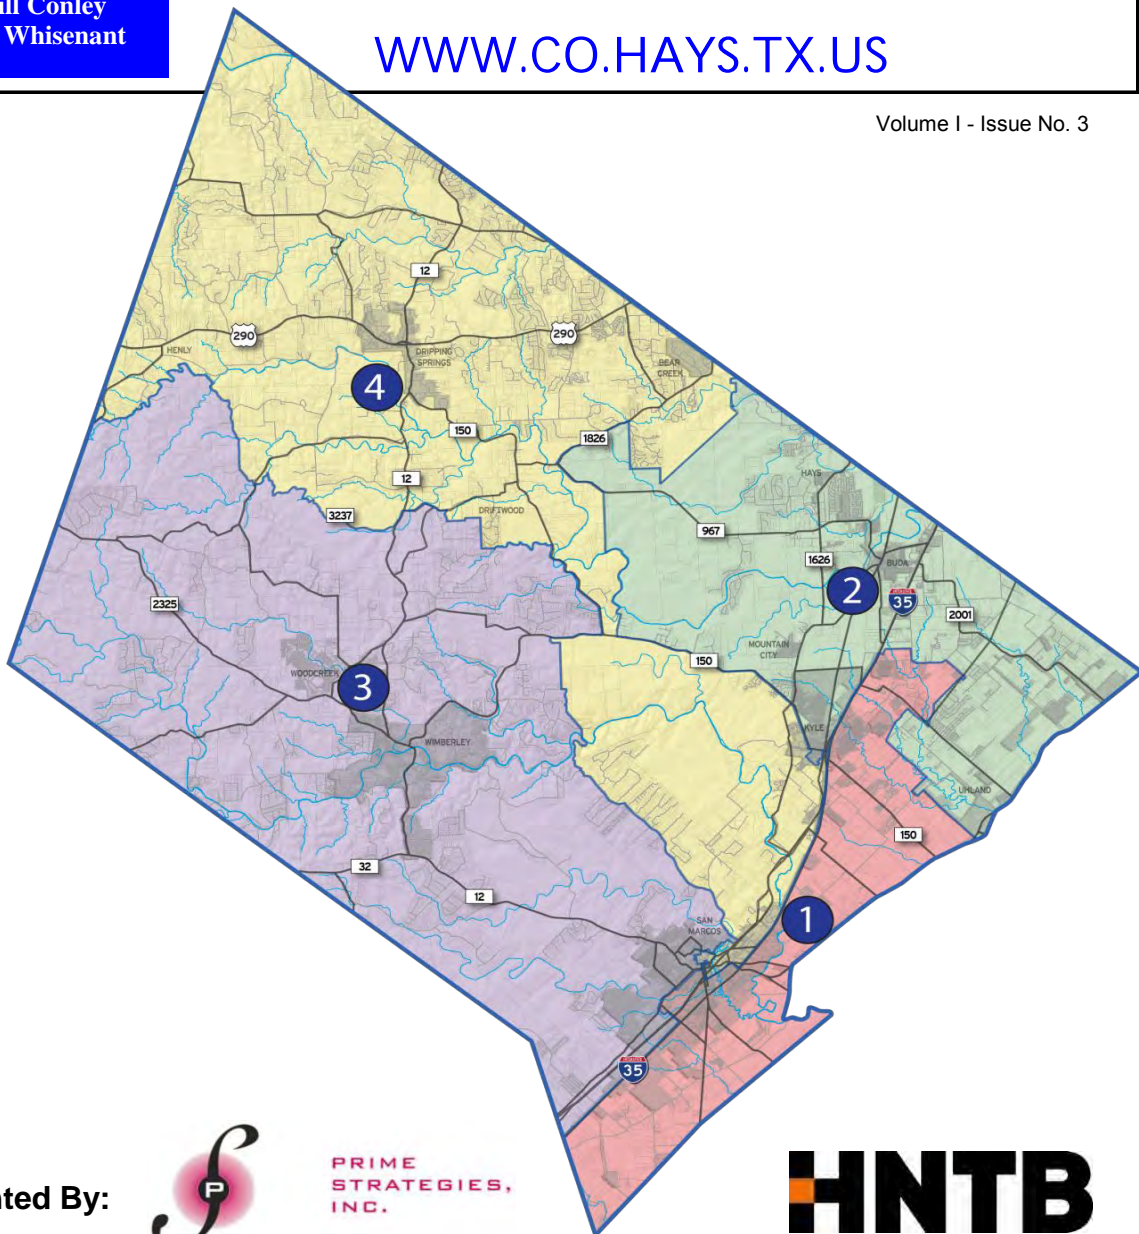 ill Conley
Whisenant
WWW.CO.HAYS.TX.US
Volume I - Issue No. 3
12
290
290
HENLY
DRIPPING
SPRINGS
BEAR
CREEK
4
150
1826
12
HAYS
3237
DRIFTWOOD
967
1626
BUDA
2
35
2325
2001
MOUNTAIN
CITY
150
WOODCREEK
3
KYLE
WIMBERLEY
UHLAND
150
32
12
1
SAN
MARCOS
35
P
PRIME
STRATEGIES,
INC.
nted By:
HNTB